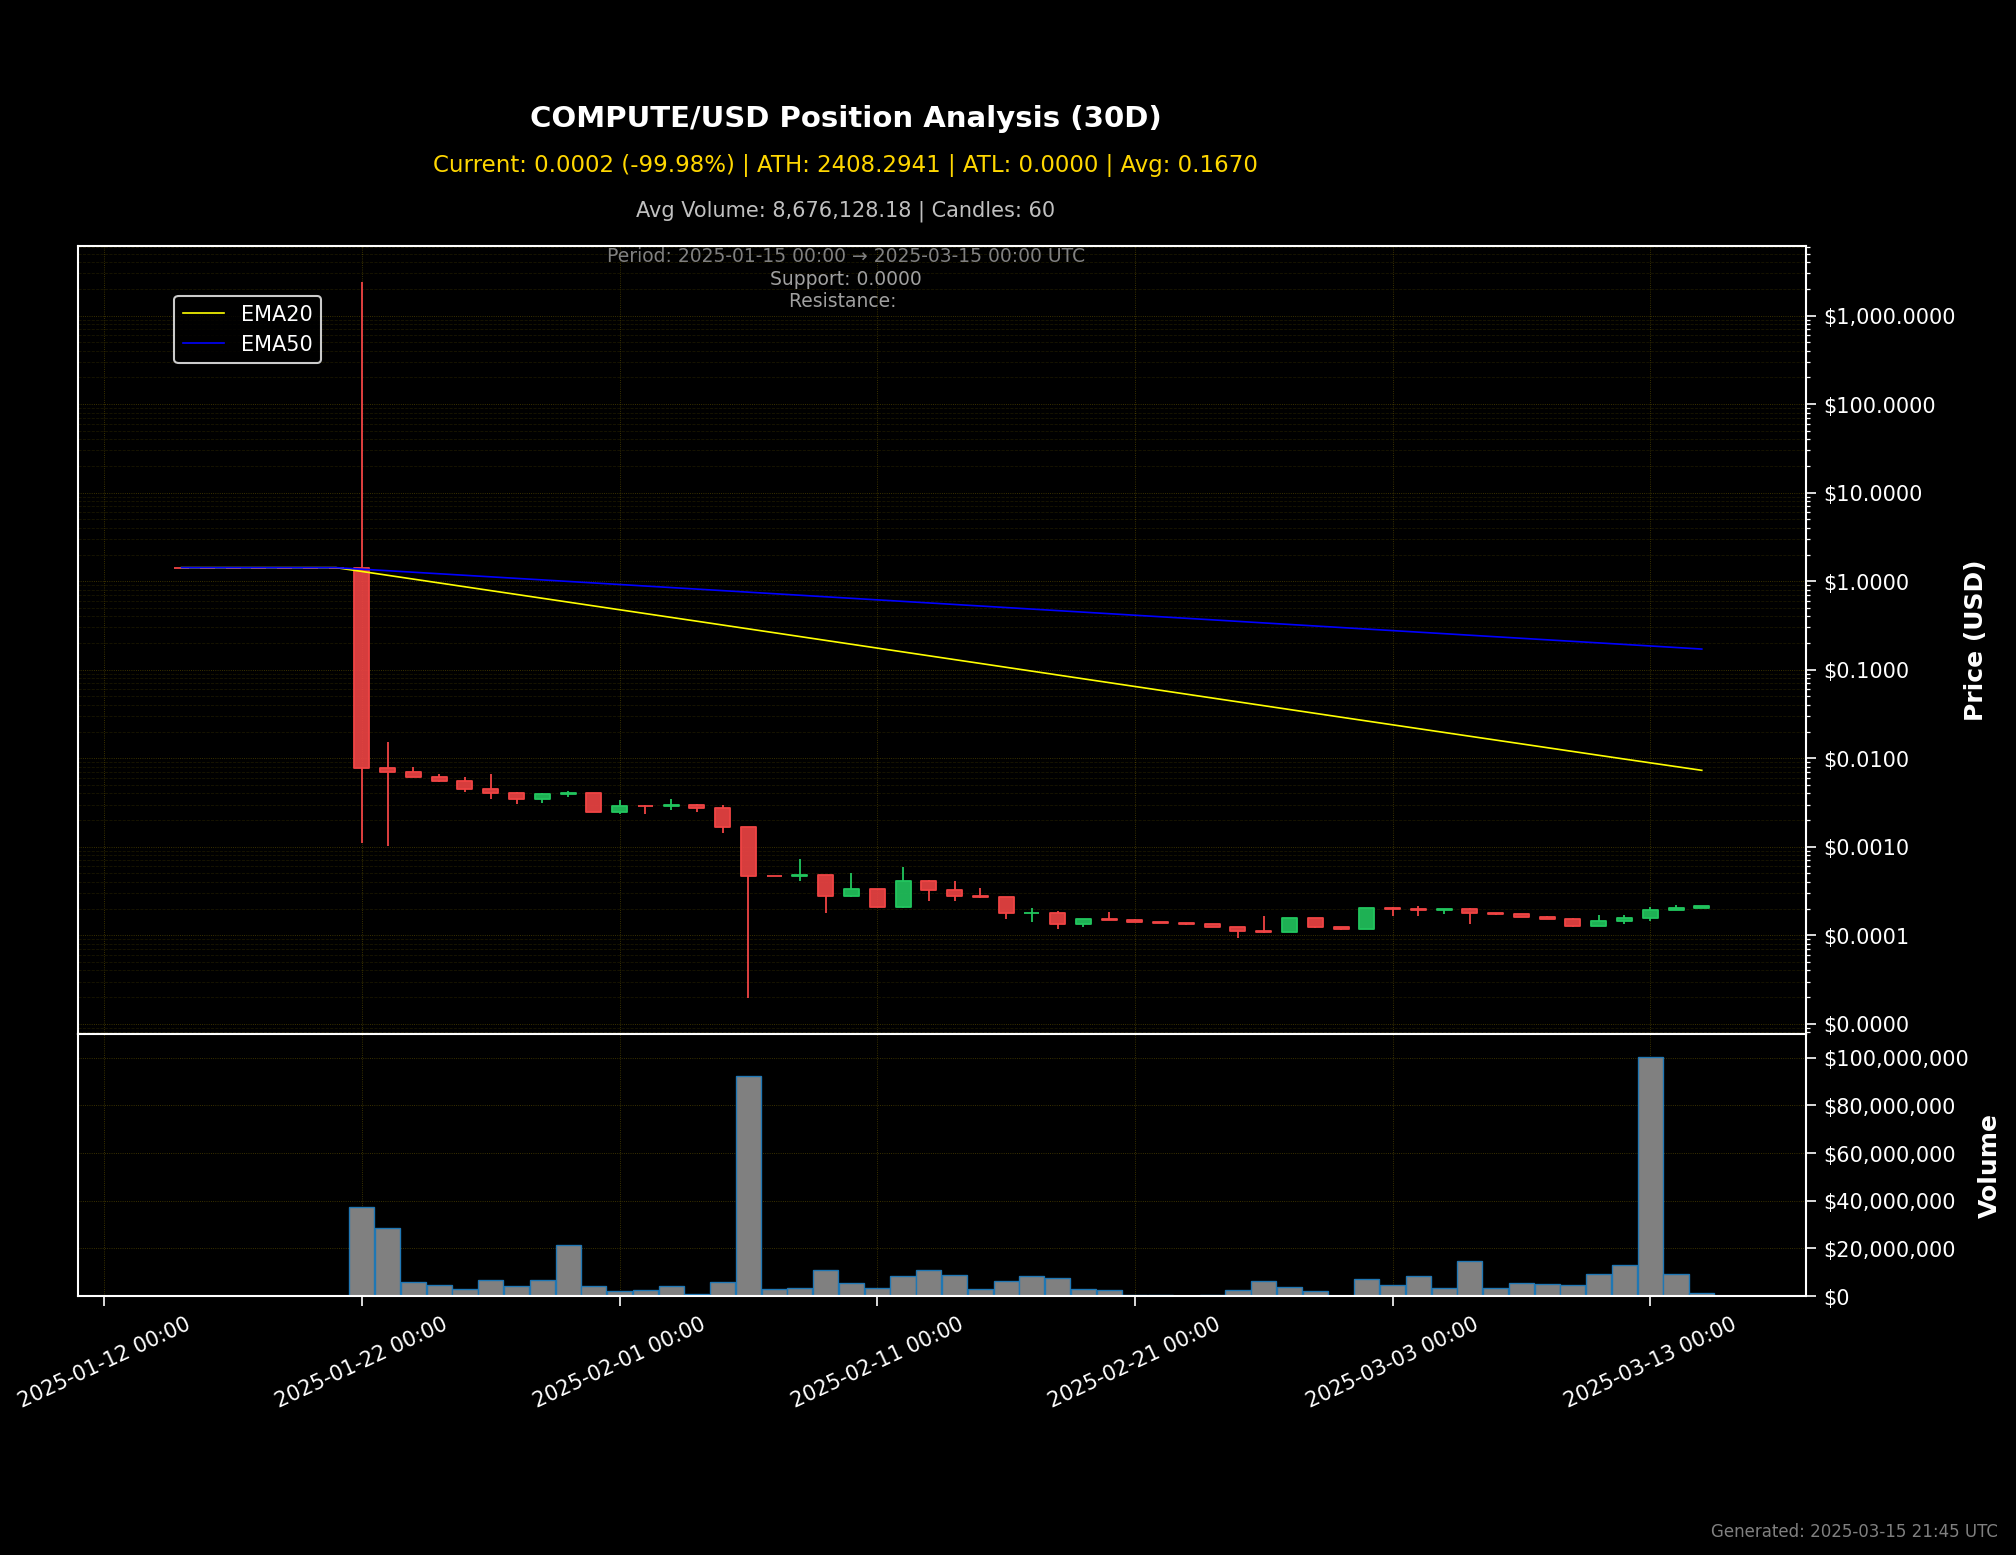 COMPUTE/USD Position Analysis (30D)
Current: 0.0002 (-99.98%) | ATH: 2408.2941 | ATL: 0.0000 | Avg: 0.1670
Avg Volume: 8,676,128.18 | Candles: 60
Period: 2025-01-15 00:00 → 2025-03-15 00:00 UTC
Support: 0.0000
Resistance:
EMA20
EMA50
$1,000.0000
$100.0000
$10.0000
$1.0000
$0.1000
$0.0100
$0.0010
$0.0001
$0.0000
Price (USD)
$100,000,000
$80,000,000
$60,000,000
$40,000,000
$20,000,000
$0
Volume
2025-01-12 00:00
2025-01-22 00:00
2025-02-01 00:00
2025-02-11 00:00
2025-02-21 00:00
2025-03-03 00:00
2025-03-13 00:00
Generated: 2025-03-15 21:45 UTC